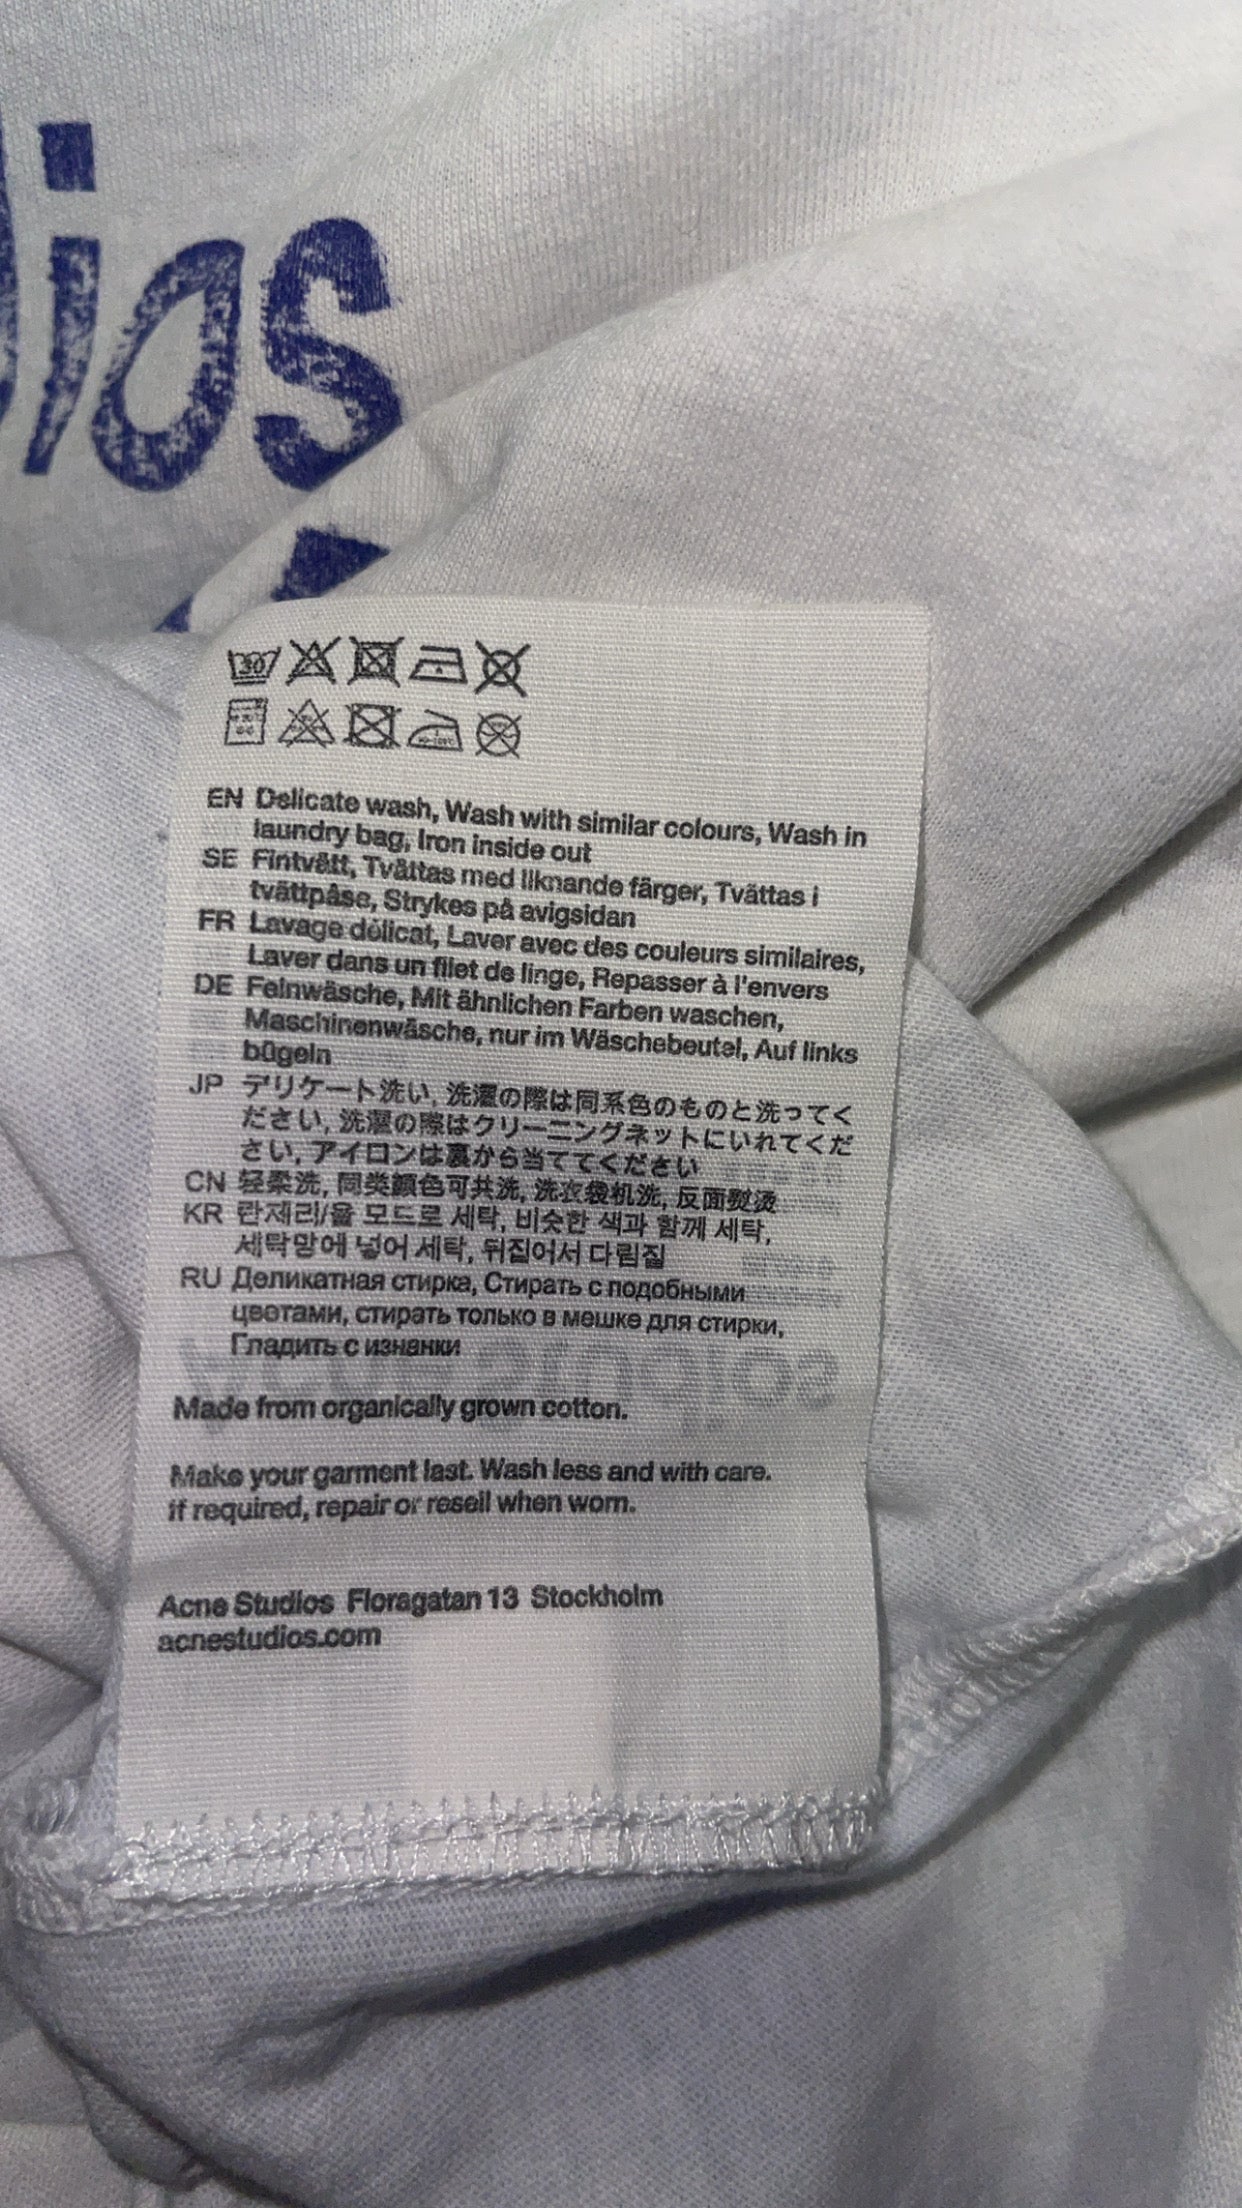 dios
30
EN Delicate wash, Wash with similar colours, Wash in
laundry bag, Iron inside out
SE Fintvätt, Tvättas med liknande färger, Tvättas i
tvättpåse, Strykes på avigsidan
FR Lavage délicat, Laver avec des couleurs similaires,
Laver dans un filet de linge, Repasser à l'envers
DE Feinwäsche, Mit ähnlichen Farben waschen,
Maschinenwäsche, nur im Wäschebeutel, Auf links
bügeln
JP デリケート洗い, 洗濯の際は同系色のものと洗ってく
ださい, 洗濯の際はクリーニングネットにいれてくだ
さい, アイロンは裏から当ててください
CN 轻柔洗, 同类颜色可共洗, 洗衣袋机洗, 反面熨烫
KR 란제리/울 모드로 세탁, 비슷한 색과 함께 세탁,
세탁망에 넣어 세탁, 뒤집어서 다림질
RU Деликатная стирка, Стирать с подобными
цветами, стирать только в мешке для стирки,
Гладить с изнанки
Made from organically grown cotton.
Make your garment last. Wash less and with care.
If required, repair or resell when worn.
Acne Studios Floragatan 13 Stockholm
acnestudios.com